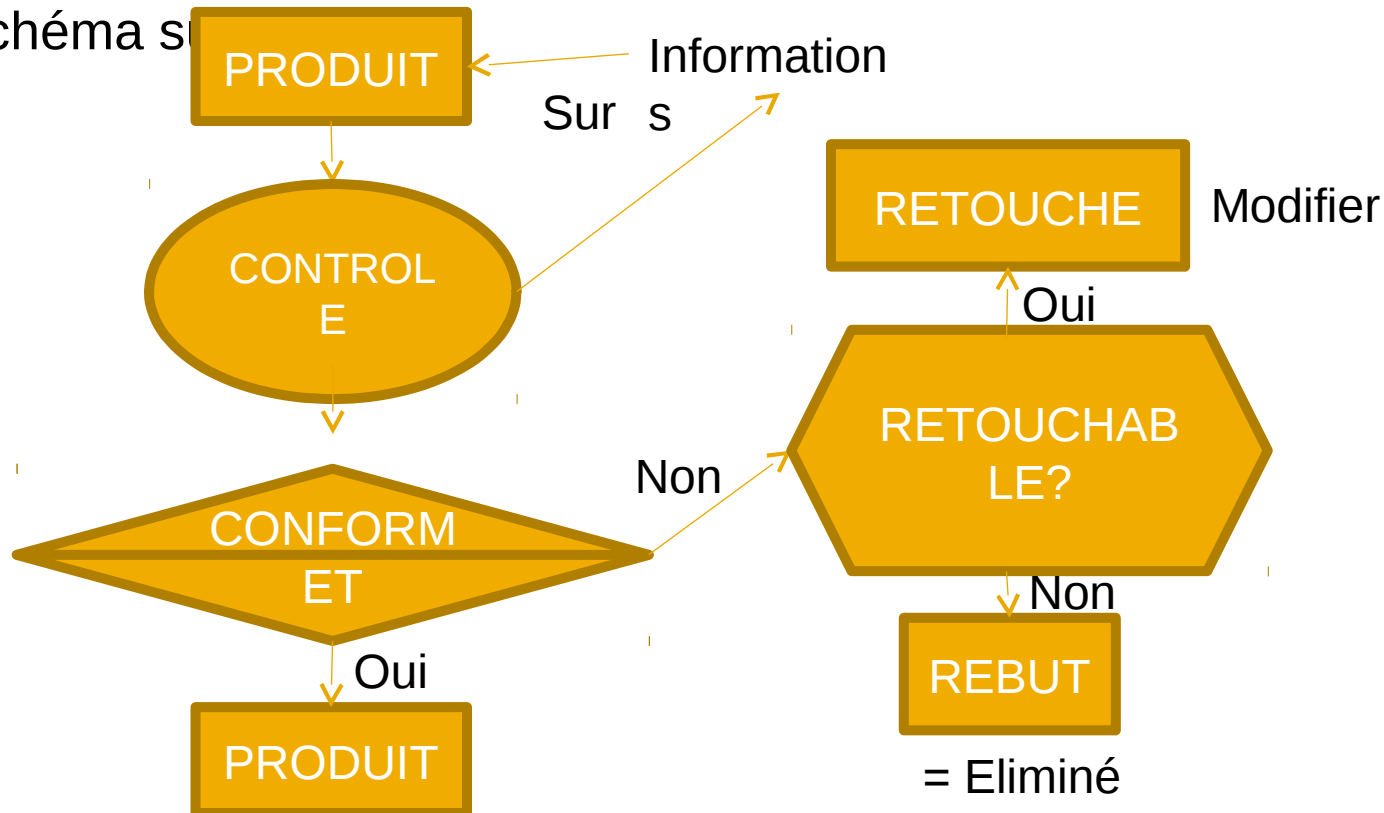 chéma su
PRODUIT
Information
Sur s
CONTROL
E
RETOUCHE
Modifier
Oui
RETOUCHAB
LE?
Non
CONFORM
ET
Non
Oui
REBUT
PRODUIT
= Eliminé